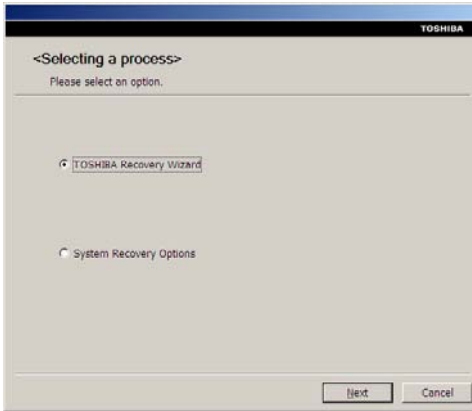 TOSHIBA
<Selecting a process>
Please select an option.
TOSHIBA Recovery Wizard
System Recovery Options
Next
Cancel